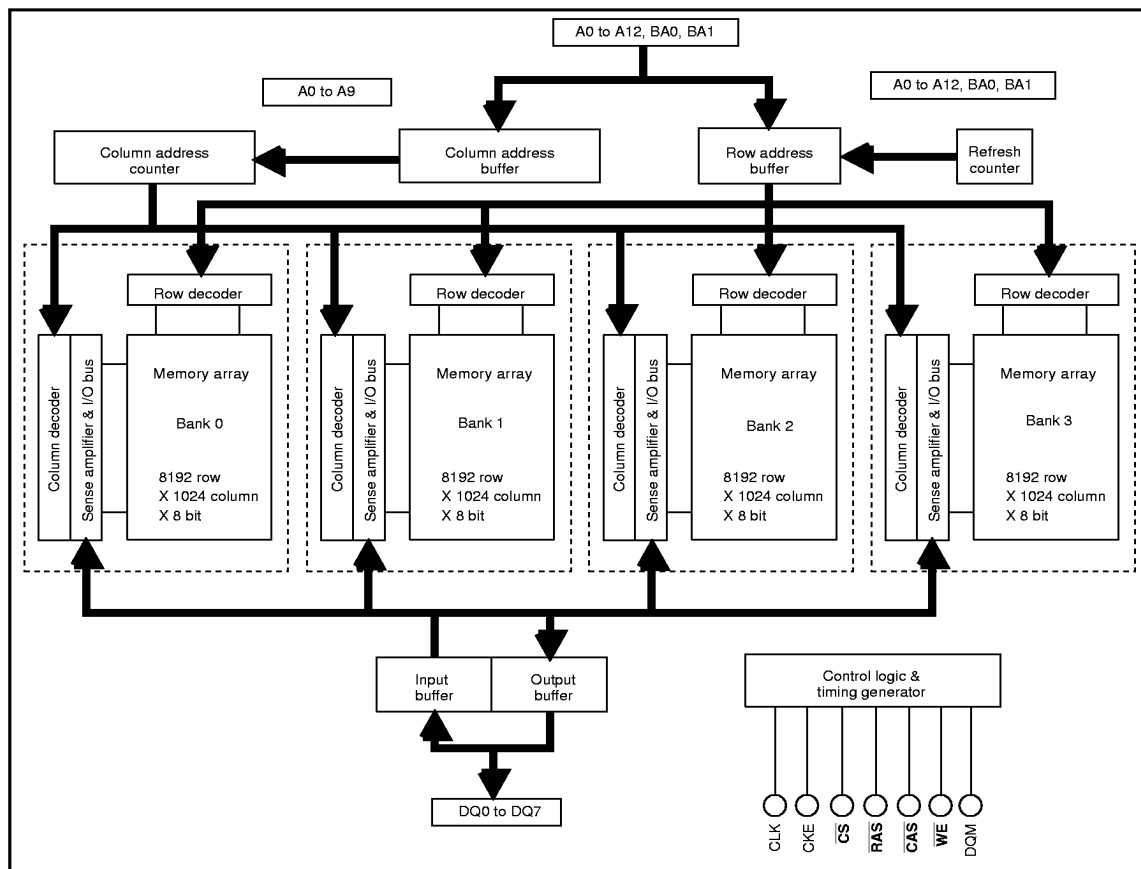 A0 to A12, BA0, BA1
A0 to A9
A0 to A12, BA0, BA1
Column address
counter
Column address
buffer
Row address
buffer
Refresh
counter
Row decoder
Row decoder
Row decoder
Row decoder
Column decoder
Sense amplifier & I/O bus
Memory array
Bank 0
8192 row
X 1024 column
X 8 bit
Column decoder
Sense amplifier & I/O bus
Memory array
Bank 1
8192 row
X 1024 column
X 8 bit
Column decoder
Sense amplifier & I/O bus
Memory array
Bank 2
8192 row
X 1024 column
X 8 bit
Column decoder
Sense amplifier & I/O bus
Memory array
Bank 3
8192 row
X 1024 column
X 8 bit
Input
buffer
Output
buffer
DQ0 to DQ7
Control logic &
timing generator
CLK
CKE
CS
RAS
CAS
WE
DQM